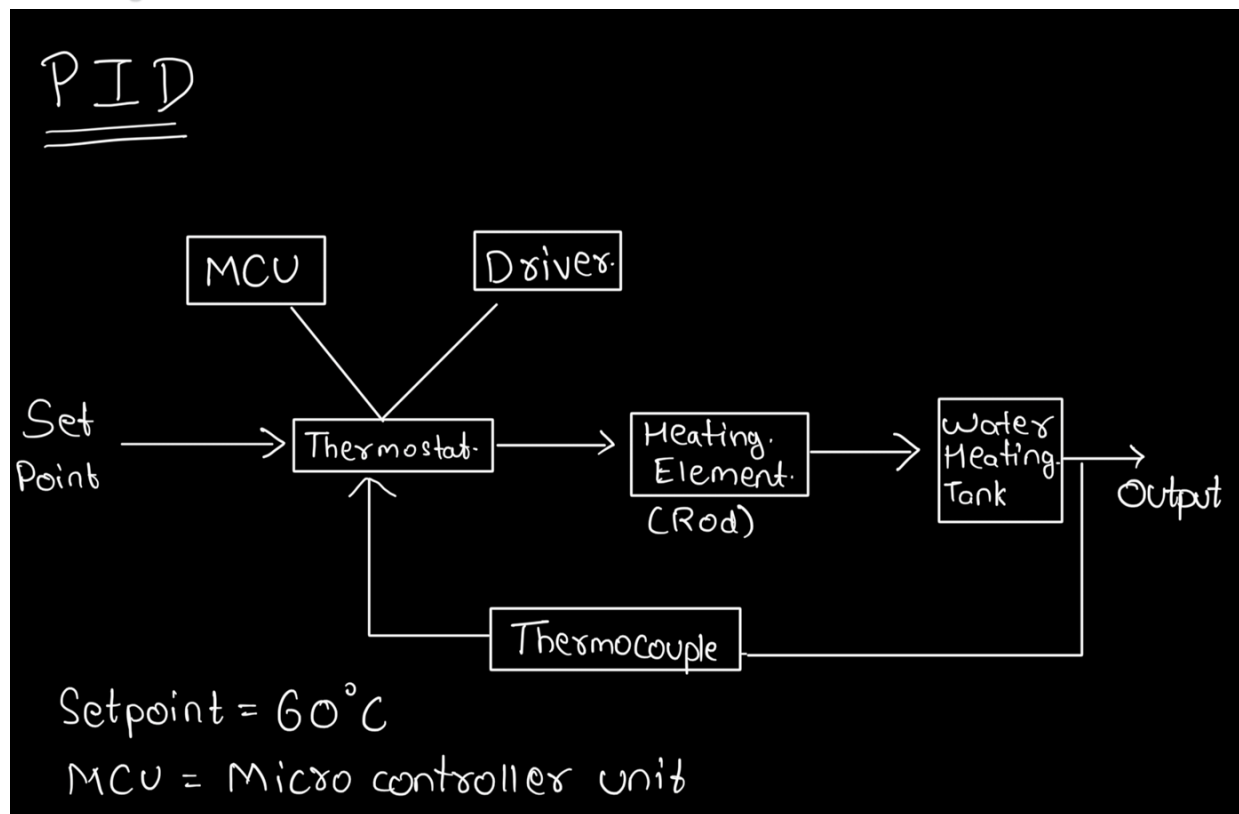 PID
MCU
Driver.
Set
Point
Thermostat.
Heating.
Element.
(Rod)
Water
Heating.
Tank
Output
Thermocouple
Setpoint = 60°C
MCU = Micro controller unit